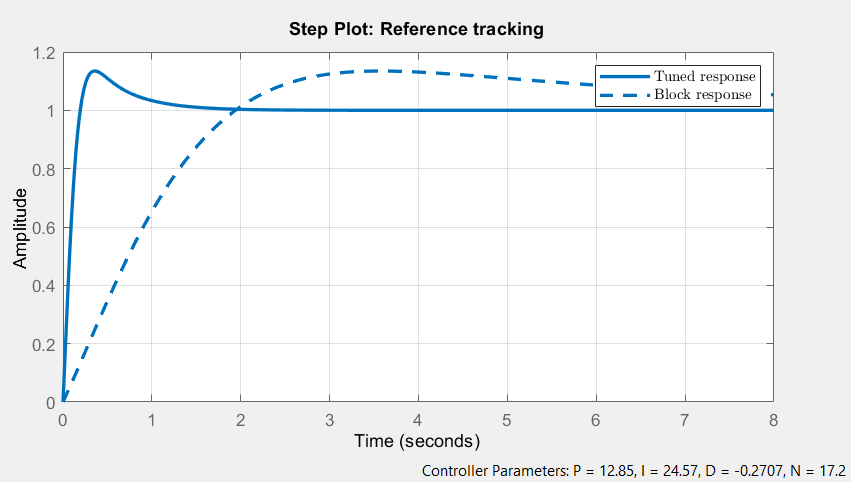 Step Plot: Reference tracking
1.2
1
0.8
0.6
0.4
0.2
0
Amplitude
Tuned response
Block response
0 1 2 3 4 5 6 7 8
Time (seconds)
Controller Parameters: P = 12.85, I = 24.57, D = -0.2707, N = 17.2